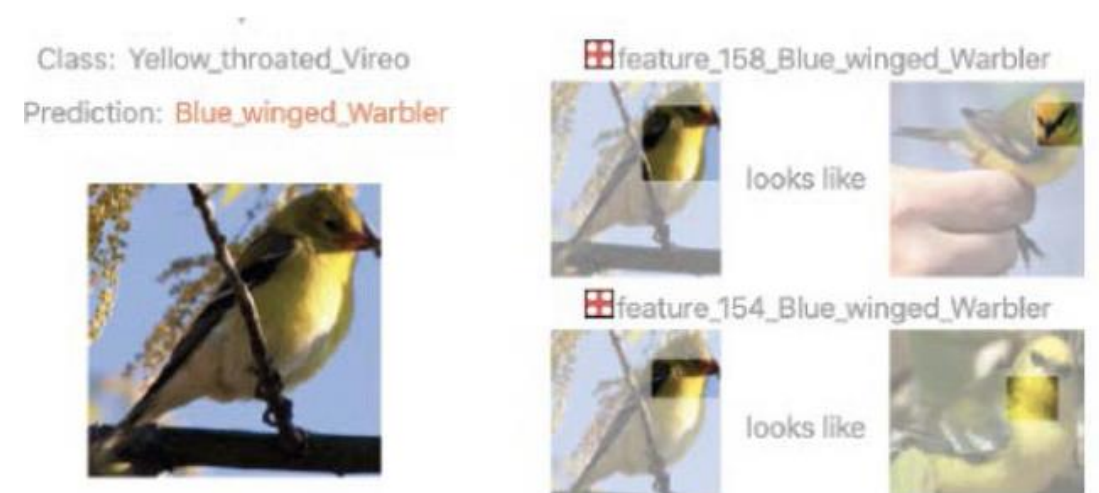 Class: Yellow_throated_Vireo
Prediction: Blue_winged_Warbler
feature_158_Blue_winged_Warbler
looks like
feature_154_Blue_winged_Warbler
looks like